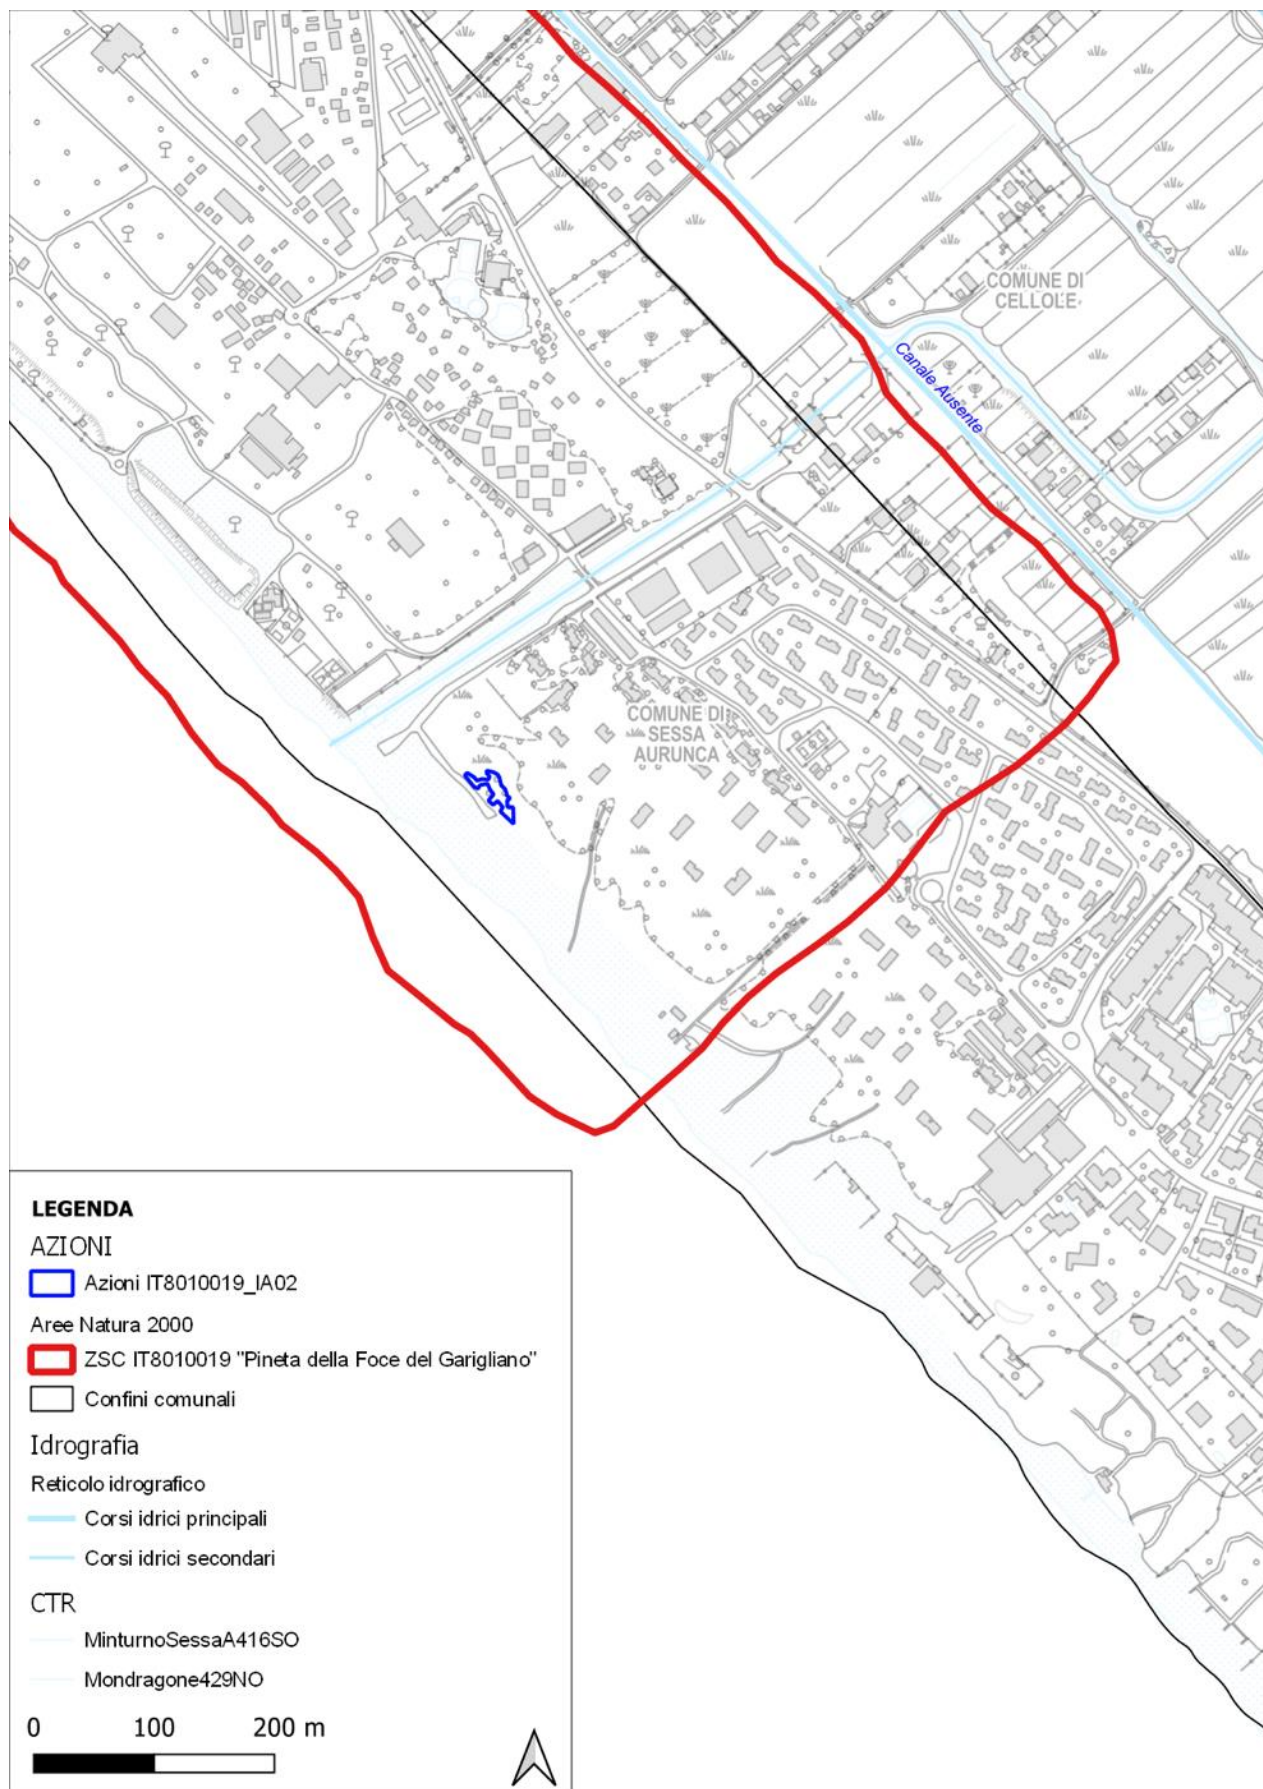 COMUNE DI
CELLOLE
Canale Ausente
COMUNE DI
SESSA
AURUNCA
LEGENDA
AZIONI
Azioni IT8010019_IA02
Aree Natura 2000
ZSC IT8010019 "Pineta della Foce del Garigliano"
Confini comunali
Idrografia
Reticolo idrografico
Corsi idrici principali
Corsi idrici secondari
CTR
MinturnoSessaA416SO
Mondragone429NO
0 100 200 m